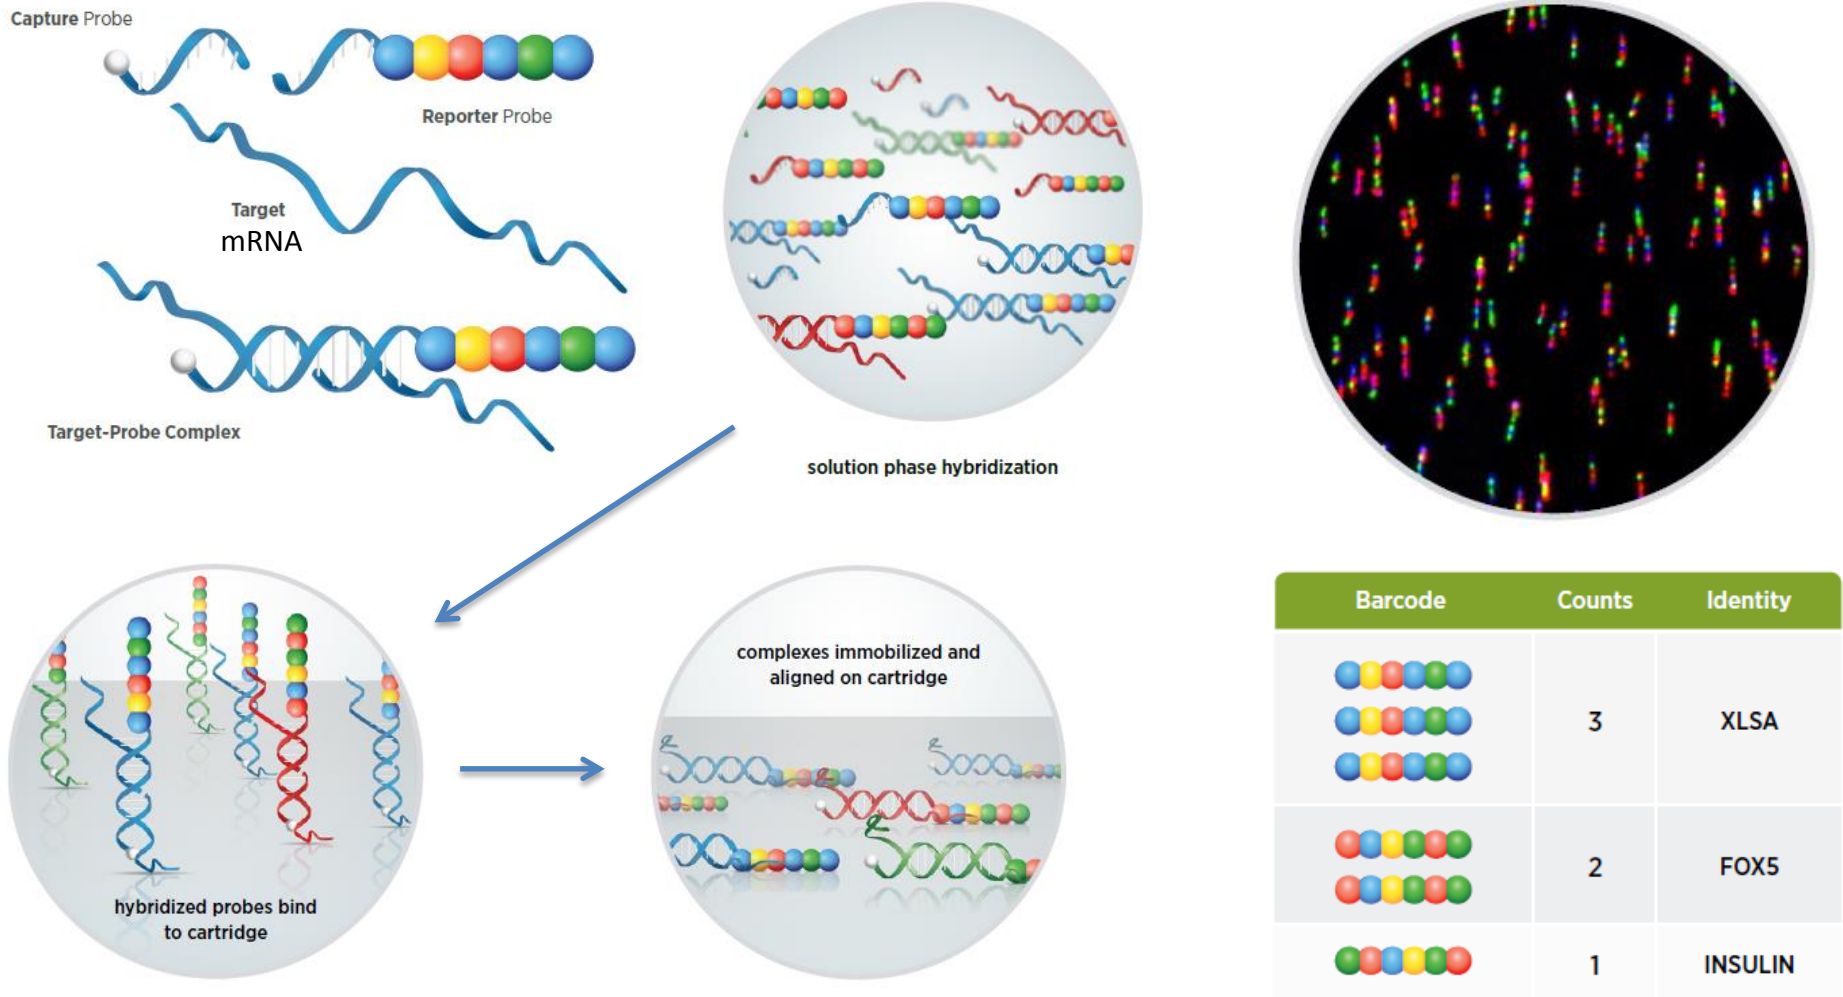 Capture Probe
Reporter Probe
Target
mRNA
Target-Probe Complex
solution phase hybridization
hybridized probes bind
to cartridge
complexes immobilized and
aligned on cartridge
Barcode Counts Identity
3 XLSA
2 FOX5
1 INSULIN